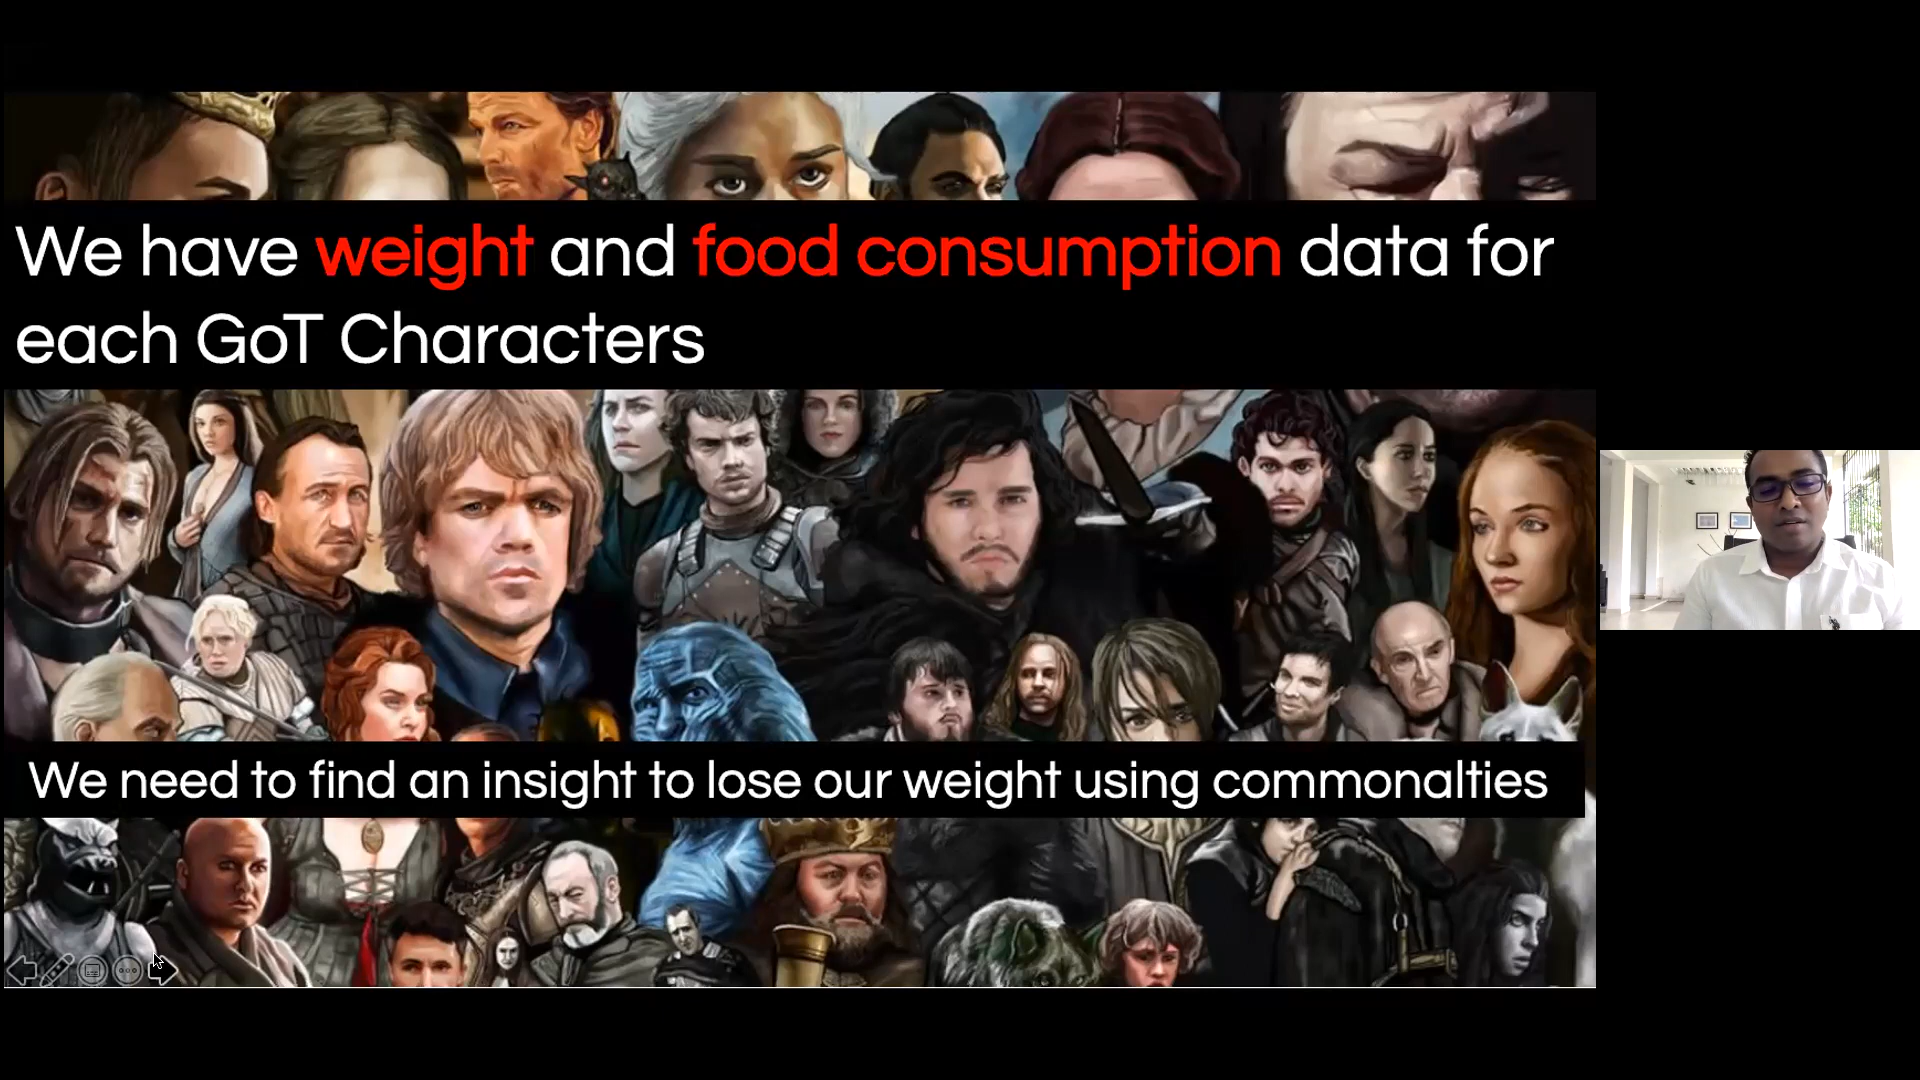 We have weight and food consumption data for
each GoT Characters
We need to find an insight to lose our weight using commonalties